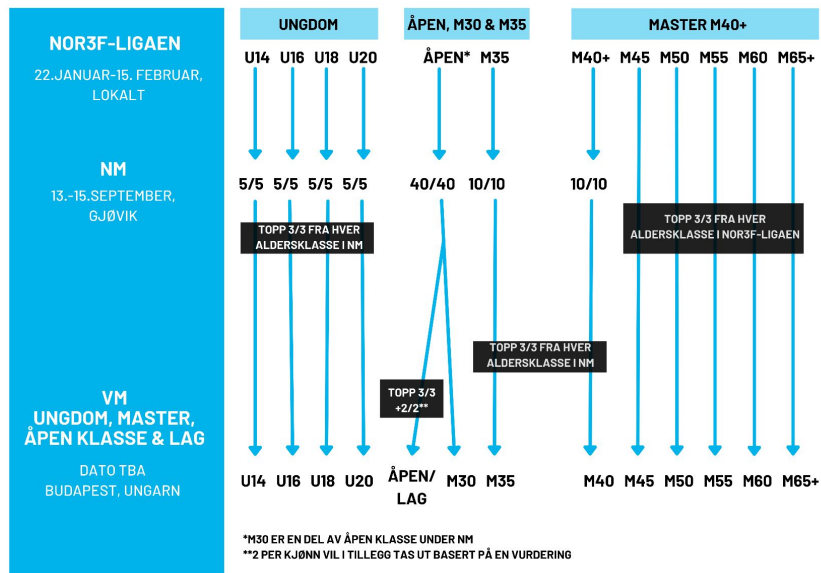 UNGDOM
ÅPEN, M30 & M35
MASTER M40+
NOR3F-LIGAEN
22.JANUAR-15. FEBRUAR,
LOKALT
U14 U16 U18 U20 ÅPEN* M35 M40+ M45 M50 M55 M60 M65+
NM
13.-15.SEPTEMBER,
GJØVIK
5/5 5/5 5/5 5/5 40/40 10/10 10/10
TOPP 3/3 FRA HVER
ALDERSKLASSE I NM
TOPP 3/3 FRA HVER
ALDERSKLASSE I NOR3F-LIGAEN
TOPP 3/3 FRA HVER
ALDERSKLASSE I NM
TOPP 3/3
+2/2**
VM
UNGDOM, MASTER,
ÅPEN KLASSE & LAG
DATO TBA
BUDAPEST, UNGARN
U14 U16 U18 U20 ÅPEN/
LAG M30 M35 M40 M45 M50 M55 M60 M65+
*M30 ER EN DEL AV ÅPEN KLASSE UNDER NM
**2 PER KJØNN VIL I TILLEGG TAS UT BASERT PÅ EN VURDERING